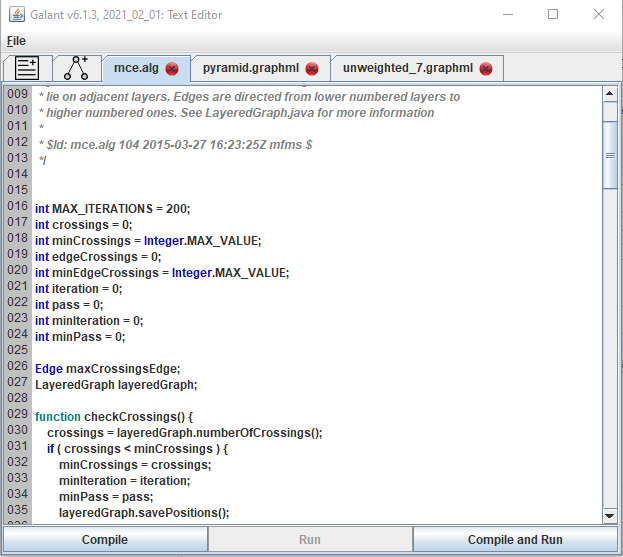 Galant v6.1.3, 2021_02_01: Text Editor
File
mce.alg
pyramid.graphml
unweighted_7.graphml
009 * lie on adjacent layers. Edges are directed from lower numbered layers to
010 * higher numbered ones. See LayeredGraph.java for more information
011 *
012 * $Id: mce.alg 104 2015-03-27 16:23:25Z mfms $
013 */
014
015
016 int MAX_ITERATIONS = 200;
017 int crossings = 0;
018 int minCrossings = Integer.MAX_VALUE;
019 int edgeCrossings = 0;
020 int minEdgeCrossings = Integer.MAX_VALUE;
021 int iteration = 0;
022 int pass = 0;
023 int minIteration = 0;
024 int minPass = 0;
025
026 Edge maxCrossingsEdge;
027 LayeredGraph layeredGraph;
028
029 function checkCrossings() {
030 crossings = layeredGraph.numberOfCrossings();
031 if ( crossings < minCrossings ) {
032 minCrossings = crossings;
033 minIteration = iteration;
034 minPass = pass;
035 layeredGraph.savePositions();
Compile
Run
Compile and Run